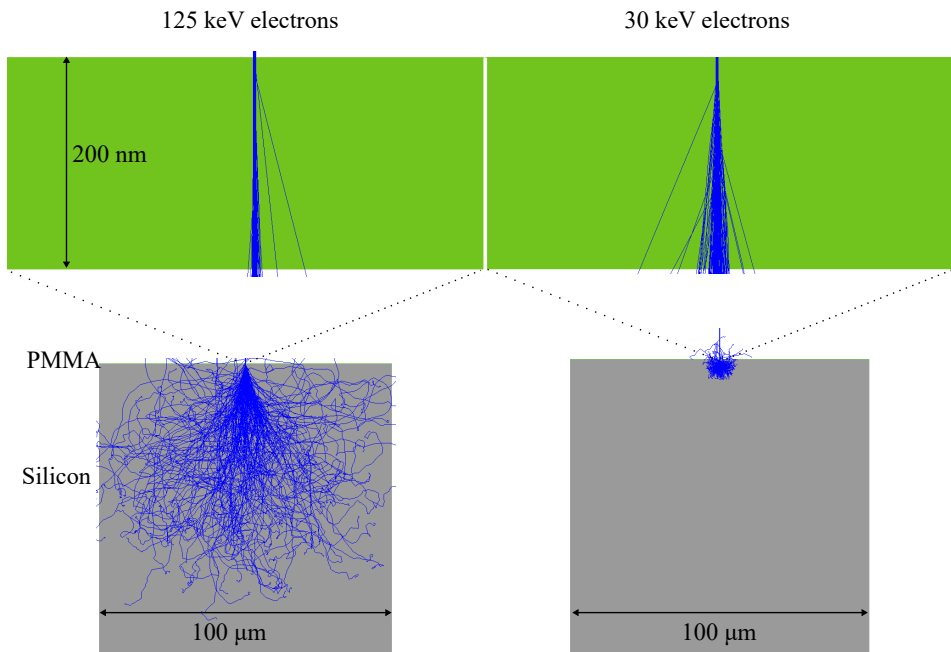 125 keV electrons
30 keV electrons
200 nm
PMMA
Silicon
100 μm
100 μm